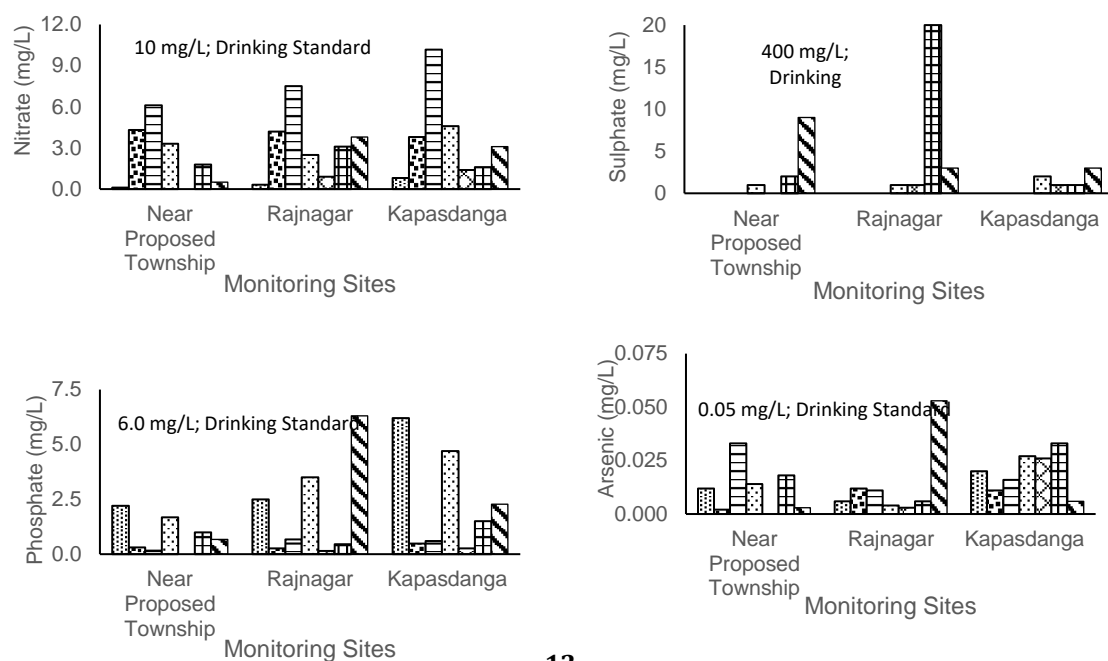 12.0
9.0
6.0
3.0
0.0
Nitrate (mg/L)
10 mg/L; Drinking Standard
Near
Proposed
Township
Rajnagar
Kapasdanga
Monitoring Sites
20
15
10
5
0
Sulphate (mg/L)
400 mg/L;
Drinking
Near
Proposed
Township
Rajnagar
Kapasdanga
Monitoring Sites
7.5
5.0
2.5
0.0
Phosphate (mg/L)
6.0 mg/L; Drinking Standard
Near
Proposed
Township
Rajnagar
Kapasdanga
Monitoring Sites
0.075
0.050
0.025
0.000
Arsenic (mg/L)
0.05 mg/L; Drinking Standard
Near
Proposed
Township
Rajnagar
Kapasdanga
Monitoring Sites